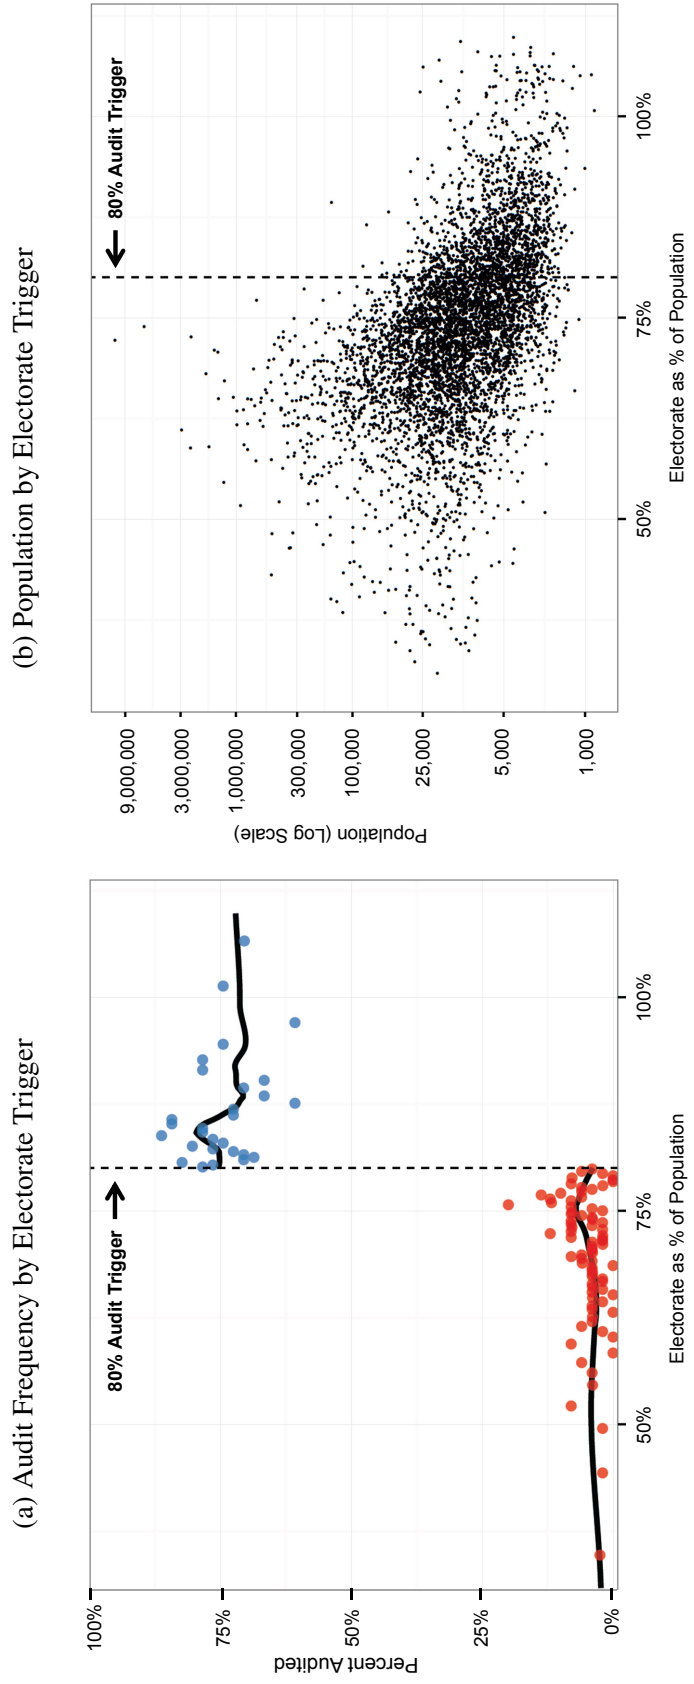 (a) Audit Frequency by Electorate Trigger
100%
75%
50%
25%
0%
Percent Audited
80% Audit Trigger
50%
75%
100%
Electorate as % of Population
(b) Population by Electorate Trigger
9,000,000
3,000,000
1,000,000
300,000
100,000
25,000
5,000
1,000
Population (Log Scale)
80% Audit Trigger
50%
75%
100%
Electorate as % of Population